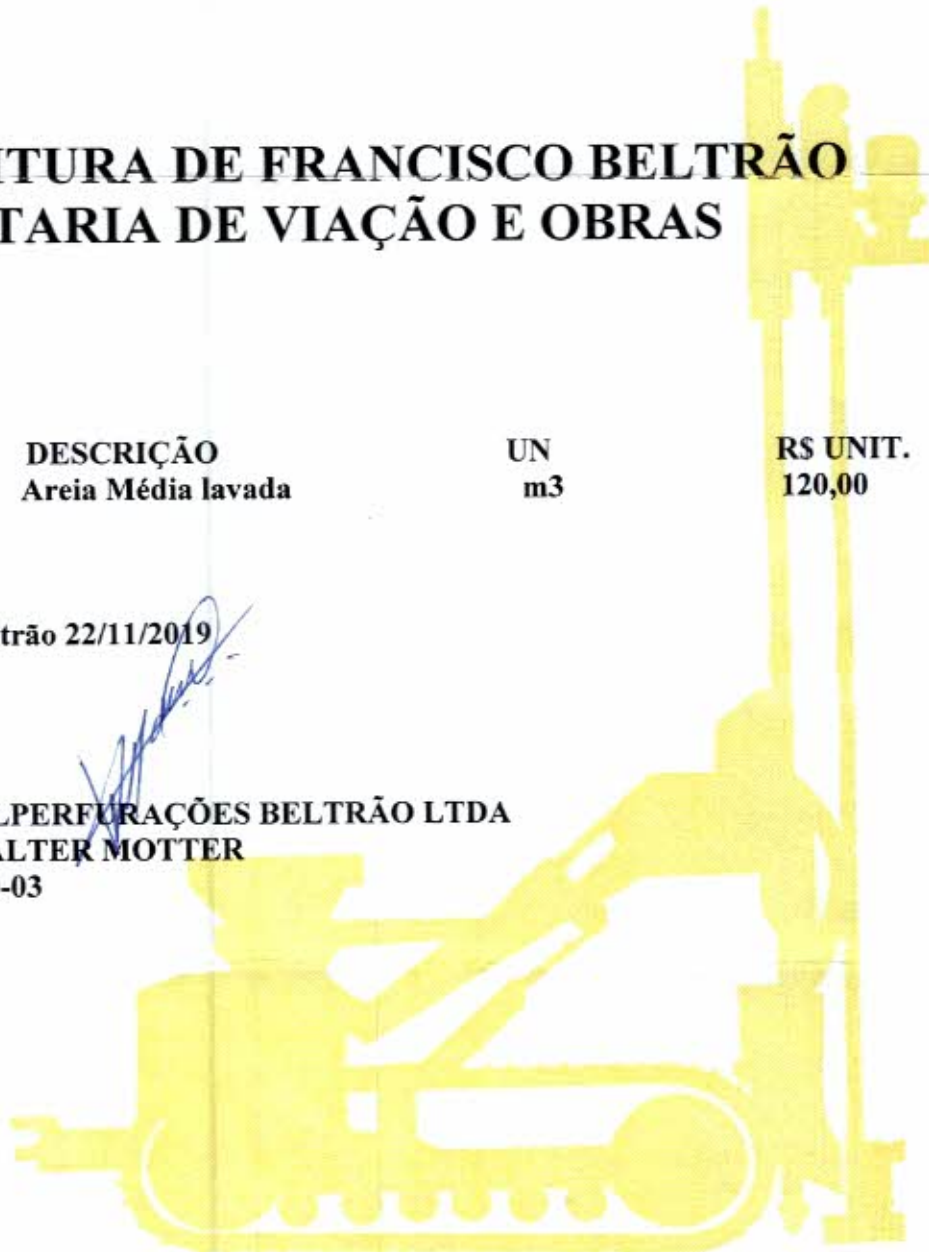 ITURA DE FRANCISCO BELTRÃO
TARIA DE VIAÇÃO E OBRAS
DESCRIÇÃO UN R$ UNIT.
Areia Média lavada m3 120,00
trão 22/11/2019
LPERFURAÇÕES BELTRÃO LTDA
ALTER MOTTER
-03